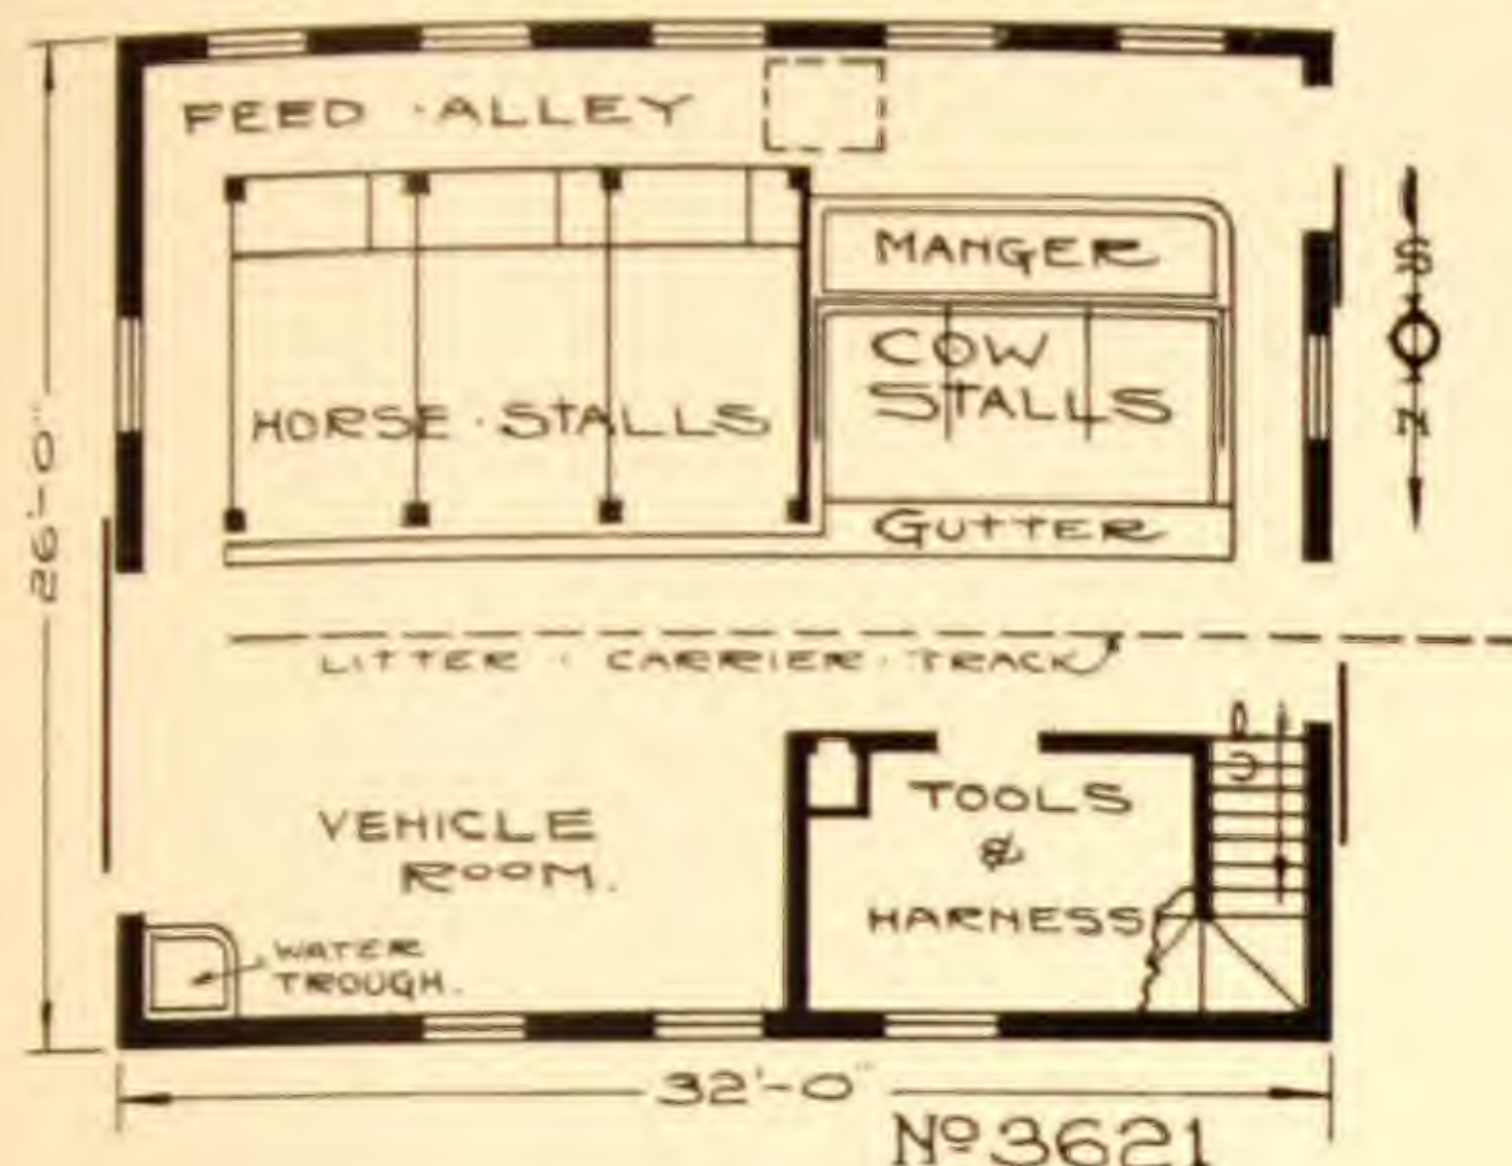 FEED · ALLEY
MANGER
COW
STALLS
HORSE · STALLS
GUTTER
S
N
26'-0"
LITTER · CARRIER · TRACK
UP
TOOLS
&
HARNESS
VEHICLE
ROOM.
WATER
TROUGH.
32'-0"
Nº 3621